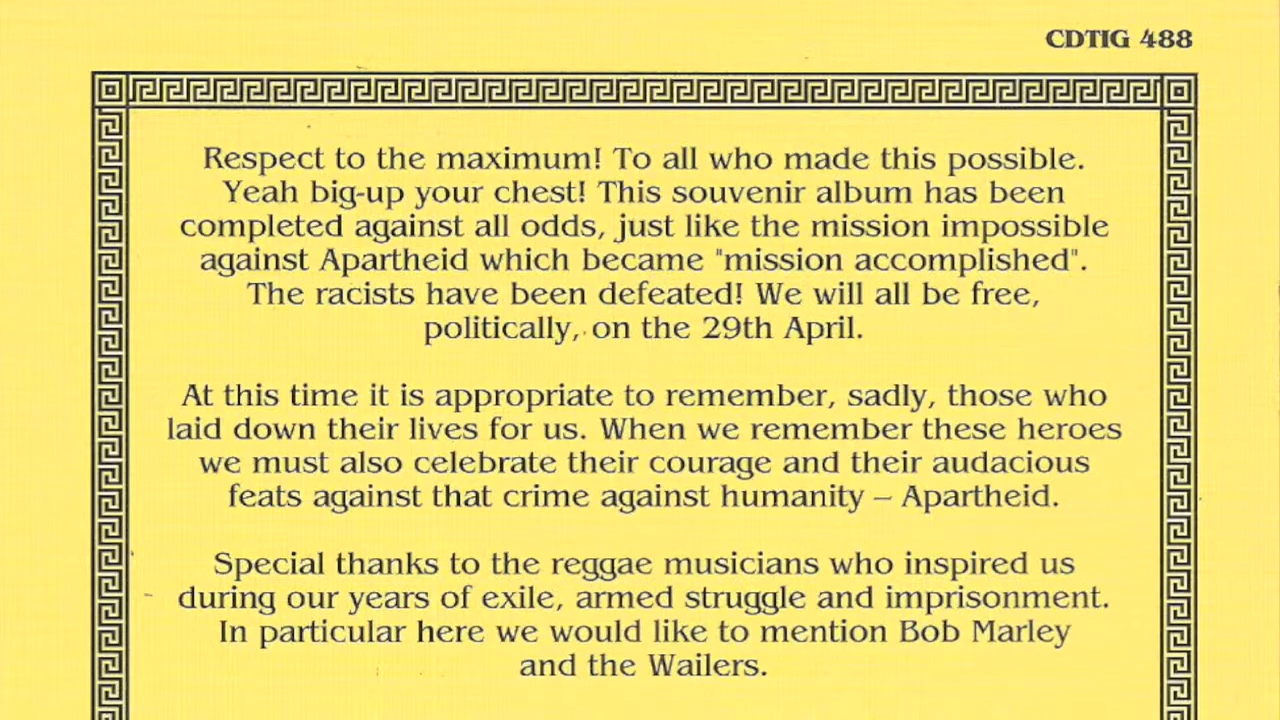 CDTIG 488
Respect to the maximum! To all who made this possible.
Yeah big-up your chest! This souvenir album has been
completed against all odds, just like the mission impossible
against Apartheid which became "mission accomplished".
The racists have been defeated! We will all be free,
politically, on the 29th April.
At this time it is appropriate to remember, sadly, those who
laid down their lives for us. When we remember these heroes
we must also celebrate their courage and their audacious
feats against that crime against humanity – Apartheid.
Special thanks to the reggae musicians who inspired us
during our years of exile, armed struggle and imprisonment.
In particular here we would like to mention Bob Marley
and the Wailers.